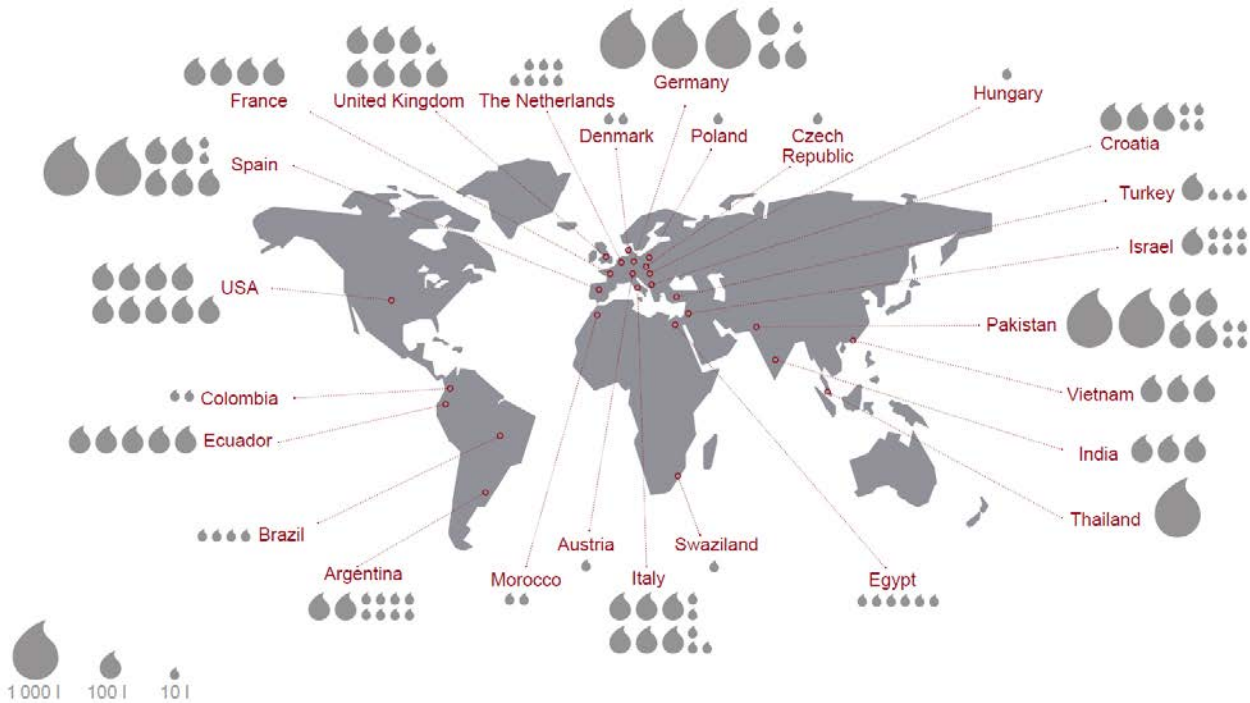 Germany
France
United Kingdom
The Netherlands
Hungary
Denmark
Poland
Czech
Republic
Croatia
Spain
Turkey
Israel
USA
Pakistan
Colombia
Vietnam
Ecuador
India
Thailand
Brazil
Austria
Swaziland
Argentina
Morocco
Italy
Egypt
1 000 l
100 l
10 l